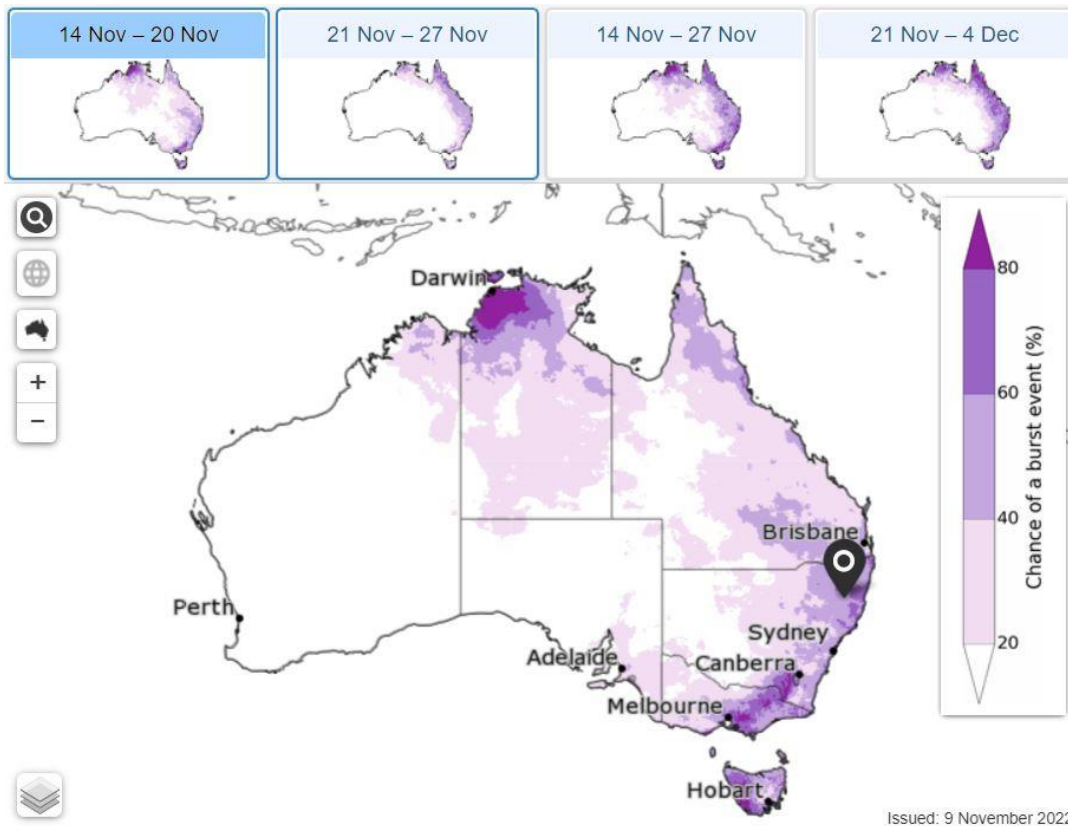 14 Nov – 20 Nov
21 Nov – 27 Nov
14 Nov – 27 Nov
21 Nov – 4 Dec
Darwin
Brisbane
Perth
Sydney
Adelaide
Canberra
Melbourne
Hobart
+
−
80
60
40
20
Chance of a burst event (%)
Issued: 9 November 2022